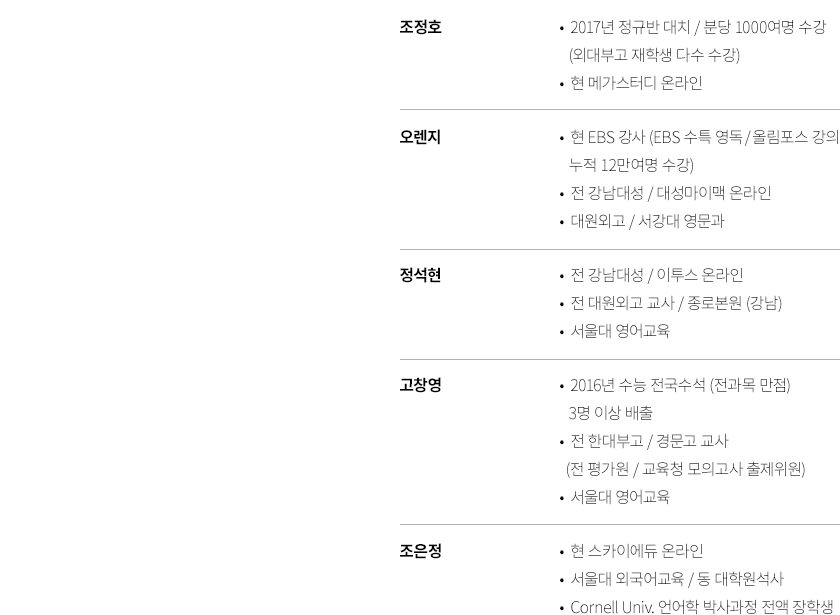 조정호
• 2017년 정규반 대치 / 분당 1000여명 수강
(외대부고 재학생 다수 수강)
• 현 메가스터디 온라인
오렌지
• 현 EBS 강사 (EBS 수특 영독/올림포스 강의
누적 12만여명 수강)
• 전 강남대성 / 대성마이맥 온라인
• 대원외고 / 서강대 영문과
정석현
• 전 강남대성 / 이투스 온라인
• 전 대원외고 교사 / 종로본원 (강남)
• 서울대 영어교육
고창영
• 2016년 수능 전국수석 (전과목 만점)
3명 이상 배출
• 전 한대부고 / 경문고 교사
(전 평가원 / 교육청 모의고사 출제위원)
• 서울대 영어교육
조은정
• 현 스카이에듀 온라인
• 서울대 외국어교육 / 동 대학원석사
• Cornell Univ. 언어학 박사과정 전액 장학생